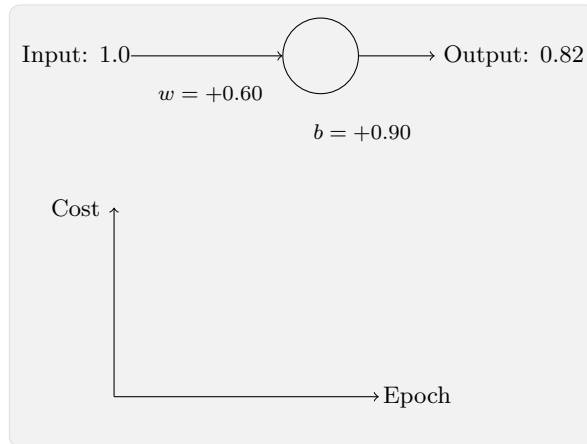 Input: 1.0
Output: 0.82
w = +0.60
b = +0.90
Cost
Epoch